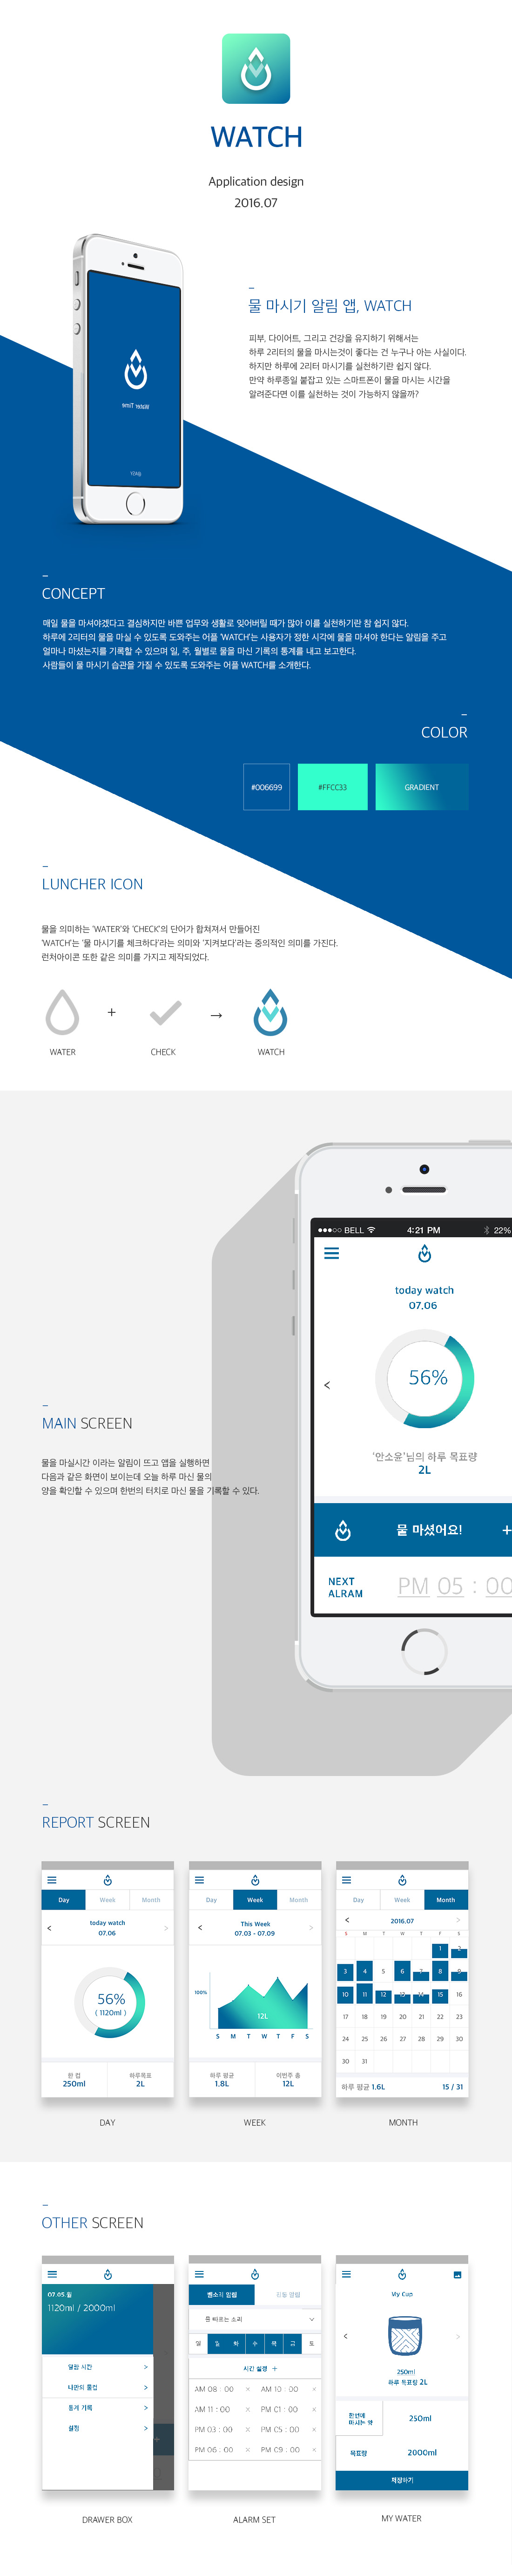 WATCH
Application design
2016.07
물 마시기 알림 앱, WATCH
피부, 다이어트, 그리고 건강을 유지하기 위해서는
하루 2리터의 물을 마시는것이 좋다는 건 누구나 아는 사실이다.
하지만 하루에 2리터 마시기를 실천하기란 쉽지 않다.
만약 하루종일 붙잡고 있는 스마트폰이 물을 마시는 시간을
알려준다면 이를 실천하는 것이 가능하지 않을까?
Water Time
CONCEPT
매일 물을 마셔야겠다고 결심하지만 바쁜 업무와 생활로 잊어버릴 때가 많아 이를 실천하기란 참 쉽지 않다.
하루에 2리터의 물을 마실 수 있도록 도와주는 어플 'WATCH'는 사용자가 정한 시각에 물을 마셔야 한다는 알림을 주고
얼마나 마셨는지를 기록할 수 있으며 일, 주, 월별로 물을 마신 기록의 통계를 내고 보고한다.
사람들이 물 마시기 습관을 가질 수 있도록 도와주는 어플 WATCH를 소개한다.
COLOR
#006699
#FFCC33
GRADIENT
LUNCHER ICON
물을 의미하는 'WATER'와 'CHECK'의 단어가 합쳐져서 만들어진
'WATCH'는 '물 마시기를 체크하다'라는 의미와 '지켜보다'라는 중의적인 의미를 가진다.
런처아이콘 또한 같은 의미를 가지고 제작되었다.
+ →
WATER CHECK WATCH
BELL 4:21 PM 22%
today watch
07.06
56%
<
'안소윤'님의 하루 목표량
2L
물 마셨어요! +
NEXT
ALRAM
PM 05 : 00
MAIN SCREEN
물을 마실시간 이라는 알림이 뜨고 앱을 실행하면
다음과 같은 화면이 보이는데 오늘 하루 마신 물의
양을 확인할 수 있으며 한번의 터치로 마신 물을 기록할 수 있다.
REPORT SCREEN
Day Week Month
< today watch >
07.06
56%
( 1120ml )
한 컵 하루목표
250ml 2L
DAY
Day Week Month
< This Week >
07.03 - 07.09
100%
12L
S M T W T F S
하루 평균 이번주 총
1.8L 12L
WEEK
Day Week Month
< 2016.07 >
S M T W T F S
1 2
3 4 5 6 7 8 9
10 11 12 13 14 15 16
17 18 19 20 21 22 23
24 25 26 27 28 29 30
30 31
하루 평균 1.6L 15 / 31
MONTH
OTHER SCREEN
07.05.월
1120ml / 2000ml
알람 시간 >
나만의 물컵 >
통계 기록 >
설정 >
DRAWER BOX
벨소리 알람 진동 알람
물 따르는 소리
일 월 화 수 목 금 토
시간 설정 +
AM 08 : 00 × AM 10 : 00 ×
AM 11 : 00 × PM 01 : 00 ×
PM 03 : 00 × PM 05 : 00 ×
PM 06 : 00 × PM 09 : 00 ×
ALARM SET
My Cup
< >
250ml
하루 목표량 2L
한번에
마시는 양
250ml
목표량 2000ml
저장하기
MY WATER